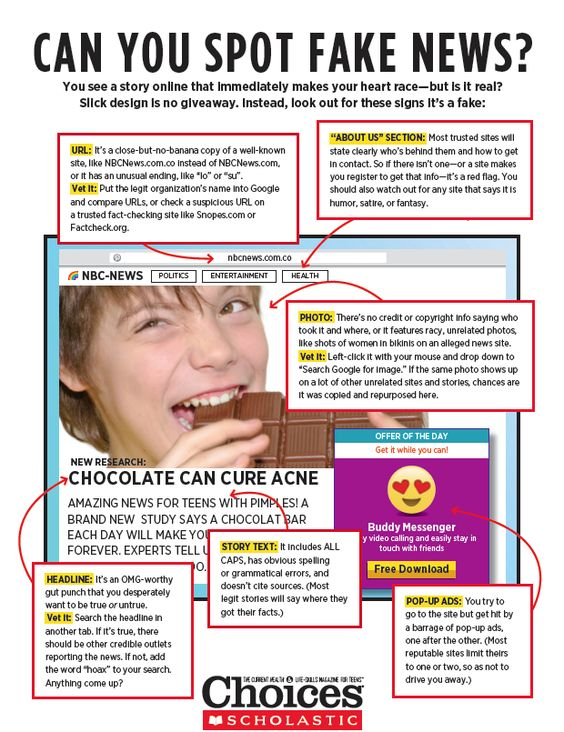 CAN YOU SPOT FAKE NEWS?
You see a story online that immediately makes your heart race—but is it real?
Slick design is no giveaway. Instead, look out for these signs it's a fake:
URL: It's a close-but-no-banana copy of a well-known
site, like NBCNews.com.co instead of NBCNews.com,
or it has an unusual ending, like "lo" or "su".
Vet it: Put the legit organization's name into Google
and compare URLs, or check a suspicious URL on
a trusted fact-checking site like Snopes.com or
Factcheck.org.
"ABOUT US" SECTION: Most trusted sites will
state clearly who's behind them and how to get
in contact. So if there isn't one—or a site makes
you register to get that info—it's a red flag. You
should also watch out for any site that says it is
humor, satire, or fantasy.
nbcnews.com.co
NBC-NEWS
POLITICS
ENTERTAINMENT
HEALTH
PHOTO: There's no credit or copyright info saying who
took it and where, or it features racy, unrelated photos,
like shots of women in bikinis on an alleged news site.
Vet it: Left-click it with your mouse and drop down to
"Search Google for image." If the same photo shows up
on a lot of other unrelated sites and stories, chances are
it was copied and repurposed here.
NEW RESEARCH:
CHOCOLATE CAN CURE ACNE
AMAZING NEWS FOR TEENS WITH PIMPLES! A
BRAND NEW STUDY SAYS A CHOCOLAT BAR
EACH DAY WILL MAKE YOU
FOREVER. EXPERTS TELL U
OO.
OFFER OF THE DAY
Get it while you can!
Buddy Messenger
y video calling and easily stay in
touch with friends
Free Download
STORY TEXT: It includes ALL
CAPS, has obvious spelling
or grammatical errors, and
doesn't cite sources. (Most
legit stories will say where they
got their facts.)
HEADLINE: It's an OMG-worthy
gut punch that you desperately
want to be true or untrue.
Vet it: Search the headline in
another tab. If it's true, there
should be other credible outlets
reporting the news. If not, add
the word "hoax" to your search.
Anything come up?
POP-UP ADS: You try to
go to the site but get hit by
a barrage of pop-up ads,
one after the other. (Most
reputable sites limit theirs
to one or two, so as not to
drive you away.)
THE CURRENT HEALTH & LIFE-SKILLS MAGAZINE FOR TEENS
Choices
SCHOLASTIC